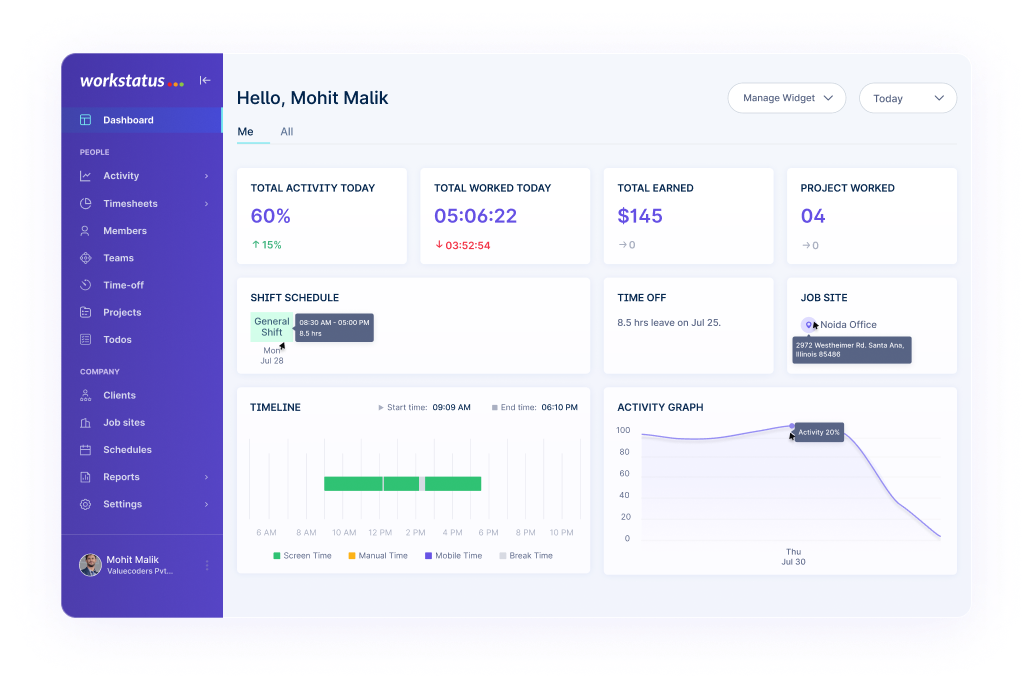 workstatus
Dashboard
PEOPLE
Activity
Timesheets
Members
Teams
Time-off
Projects
Todos
COMPANY
Clients
Job sites
Schedules
Reports
Settings
Mohit Malik
Valuecoders Pvt...
Hello, Mohit Malik
Manage Widget
Today
Me
All
TOTAL ACTIVITY TODAY
60%
↑ 15%
TOTAL WORKED TODAY
05:06:22
↓ 03:52:54
TOTAL EARNED
$145
→ 0
PROJECT WORKED
04
→ 0
SHIFT SCHEDULE
General
Shift
08:30 AM - 05:00 PM
8.5 hrs
Mon
Jul 28
TIME OFF
8.5 hrs leave on Jul 25.
JOB SITE
Noida Office
2972 Westheimer Rd. Santa Ana,
Illinois 85486
TIMELINE
Start time: 09:09 AM
End time: 06:10 PM
6 AM 8 AM 10 AM 12 PM 2 PM 4 PM 6 PM 8 PM 10 PM
Screen Time Manual Time Mobile Time Break Time
ACTIVITY GRAPH
100
80
60
40
20
0
Activity 20%
Thu
Jul 30